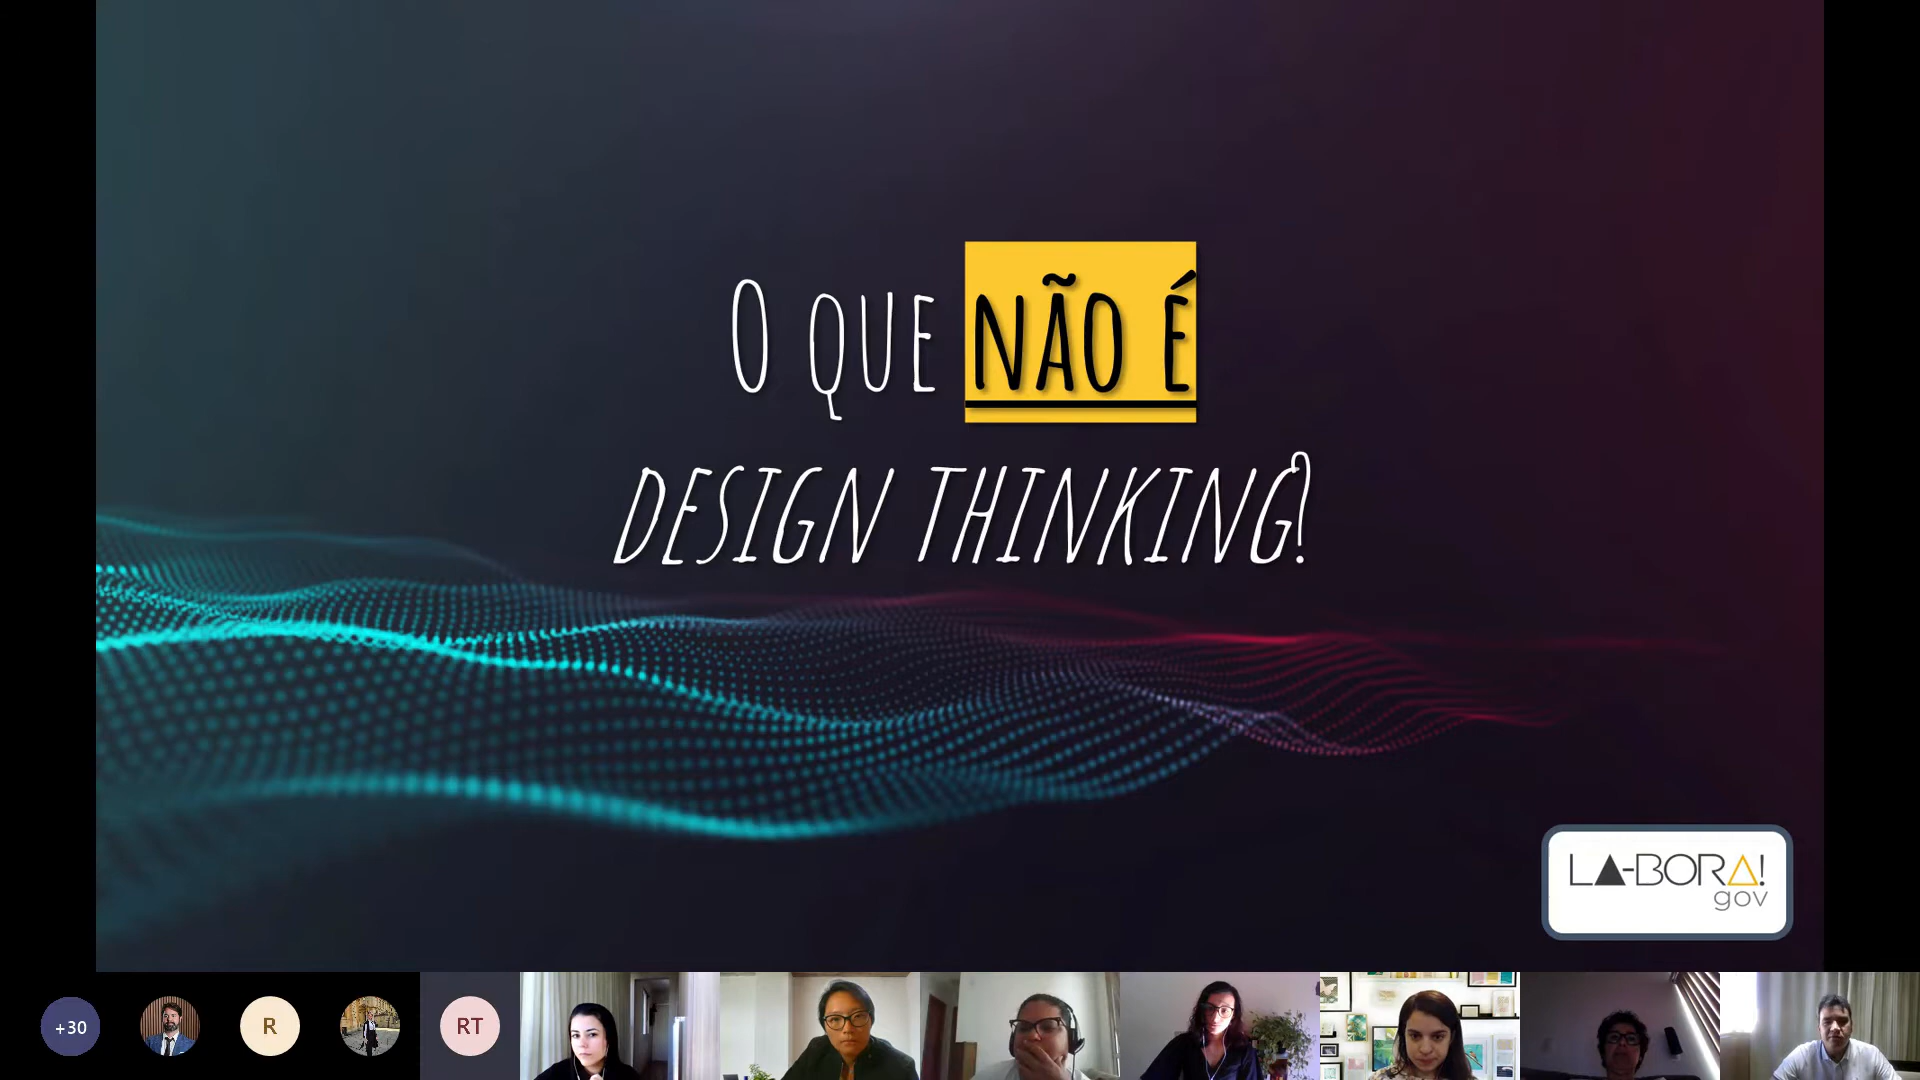 O QUE NÃO É
DESIGN THINKING?
LA-BORA!
gov
+30
R
RT